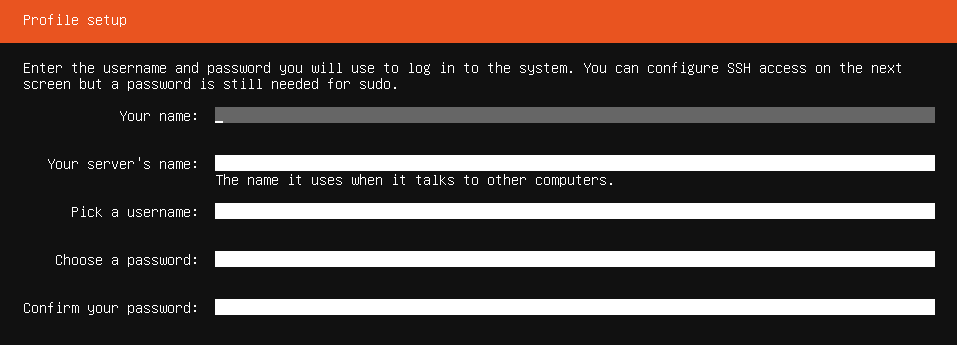 Profile setup
Enter the username and password you will use to log in to the system. You can configure SSH access on the next
screen but a password is still needed for sudo.
Your name:
Your server's name:
The name it uses when it talks to other computers.
Pick a username:
Choose a password:
Confirm your password: